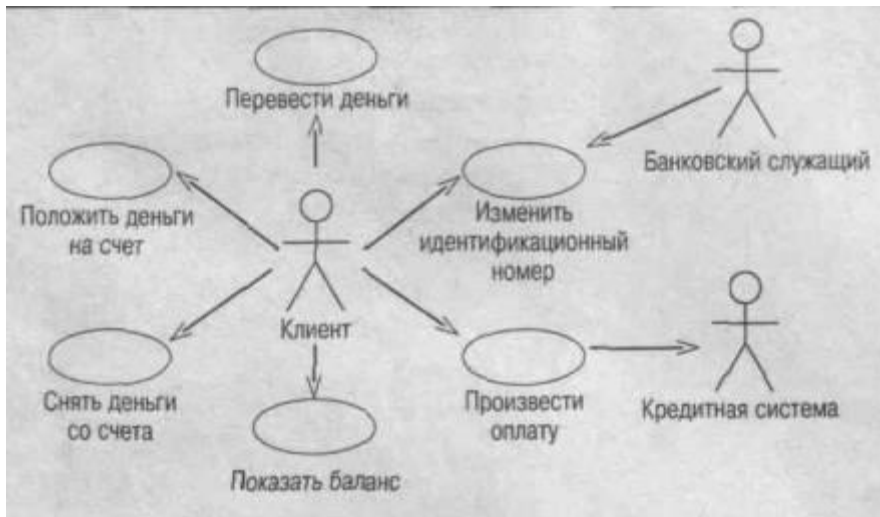 Перевести деньги
Банковский служащий
Положить деньги
на счет
Изменить
идентификационный
номер
Клиент
Снять деньги
со счета
Произвести
оплату
Кредитная система
Показать баланс